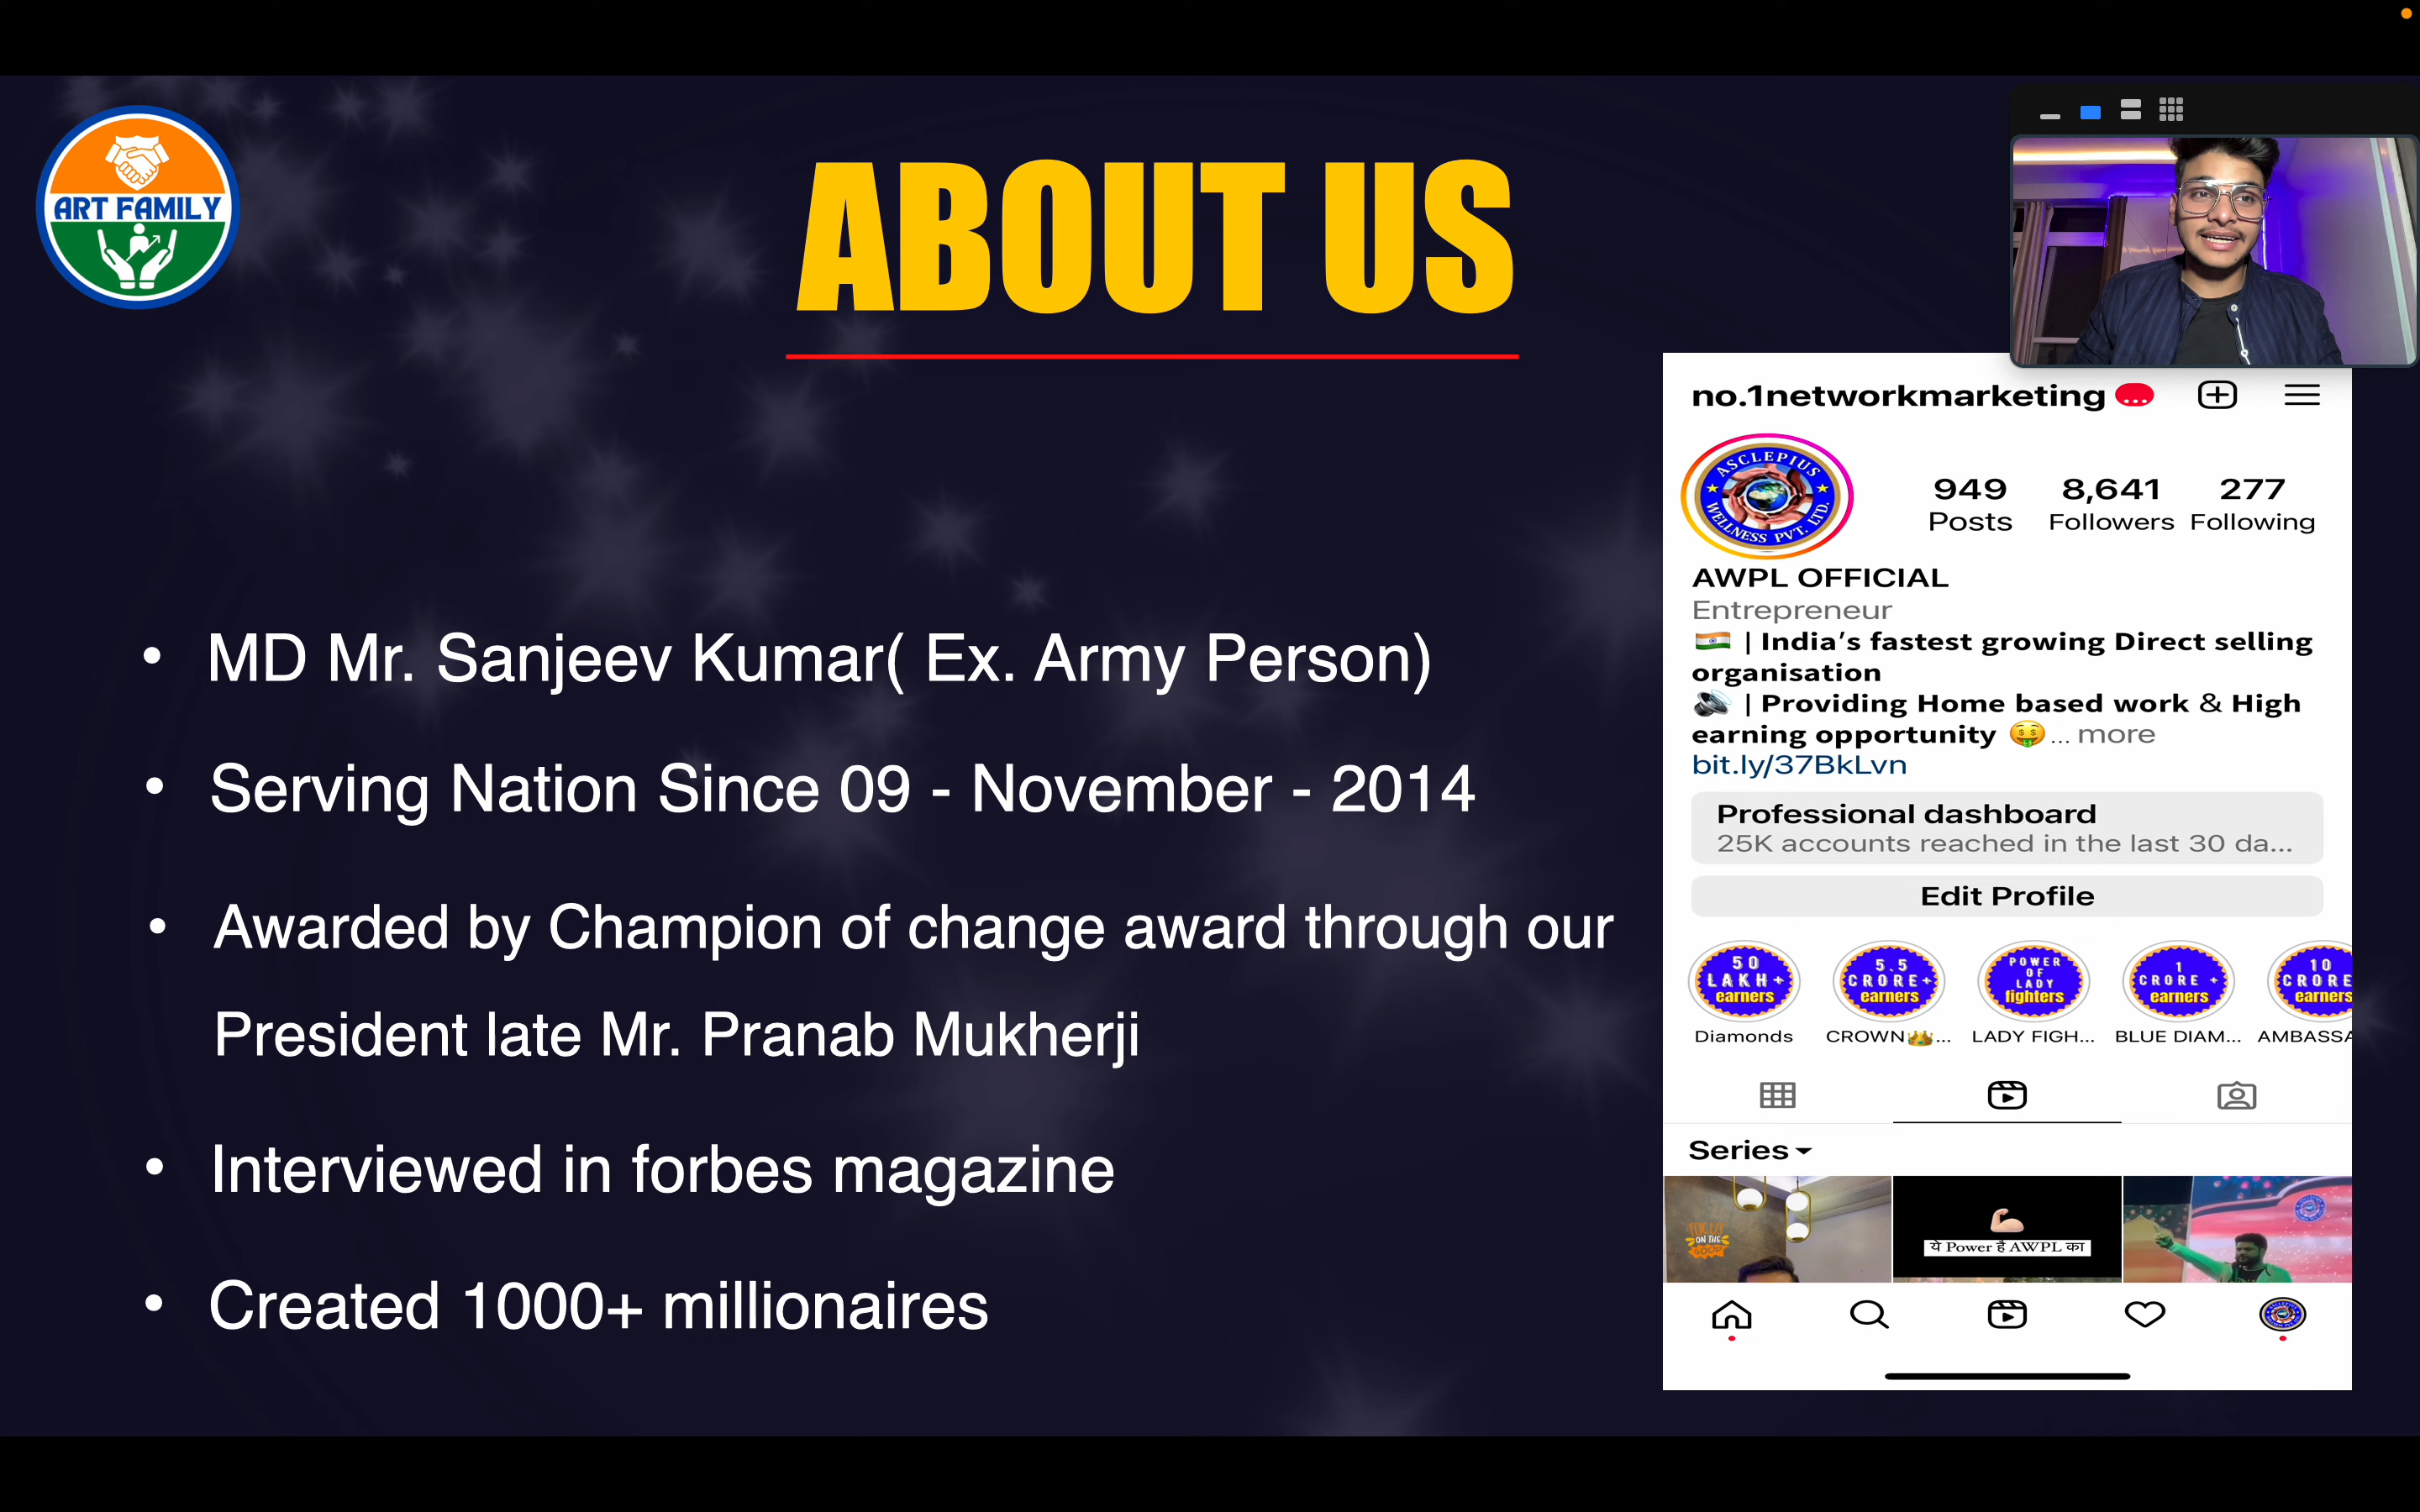 ART FAMILY
ABOUT US
• MD Mr. Sanjeev Kumar( Ex. Army Person)
• Serving Nation Since 09 - November - 2014
• Awarded by Champion of change award through our
President late Mr. Pranab Mukherji
• Interviewed in forbes magazine
• Created 1000+ millionaires
no.1networkmarketing
ASCLEPIUS
WELLNESS PVT. LTD.
949 8,641 277
Posts Followers Following
AWPL OFFICIAL
Entrepreneur
🇮🇳 | India's fastest growing Direct selling
organisation
🔊 | Providing Home based work & High
earning opportunity 🤑... more
bit.ly/37BkLvn
Professional dashboard
25K accounts reached in the last 30 da...
Edit Profile
50
LAKH+
earners
5.5
CRORE+
earners
POWER
OF
LADY
fighters
1
CRORE +
earners
10
CRORE
earners
Diamonds CROWN👑... LADY FIGH... BLUE DIAM... AMBASSA
Series
FOCUS
ON THE
GOOD
ये Power है AWPL का